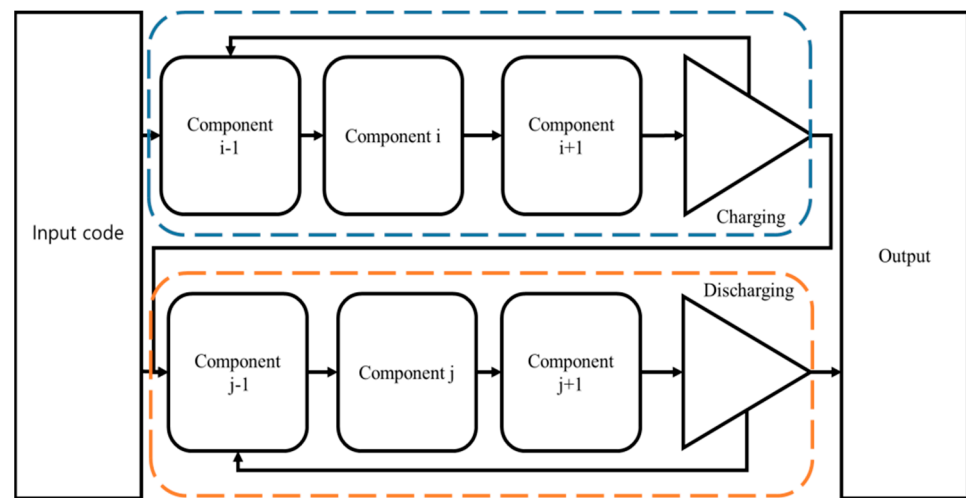 Input code
Component
i-1
Component i
Component
i+1
Charging
Output
Discharging
Component
j-1
Component j
Component
j+1